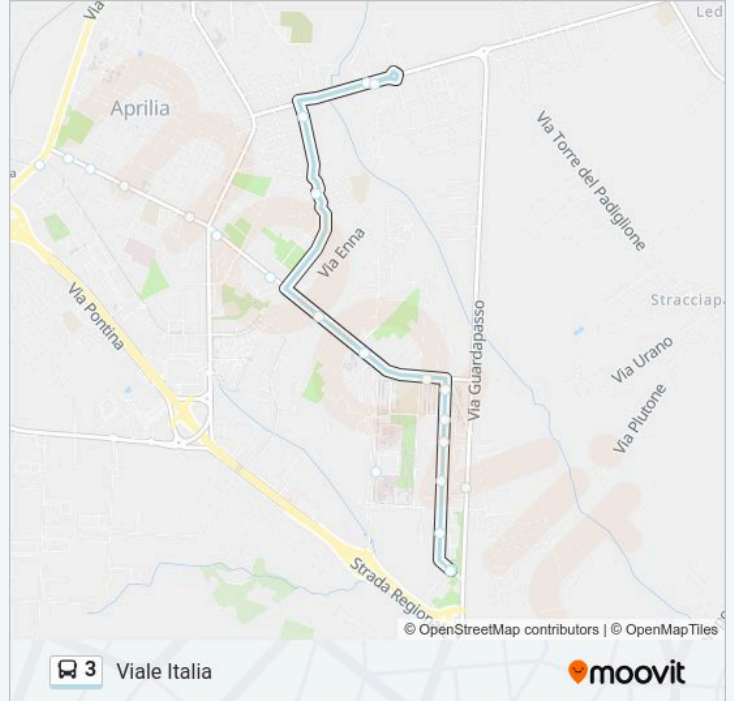 Via
Led
Aprilia
Via Torre del Padiglione
a
Via Enna
Stracciapa
Via Pontina
Via Guardapasso
Via Urano
Via Plutone
Strada Region
© OpenStreetMap contributors | © OpenMapTiles
3 Viale Italia
moovit